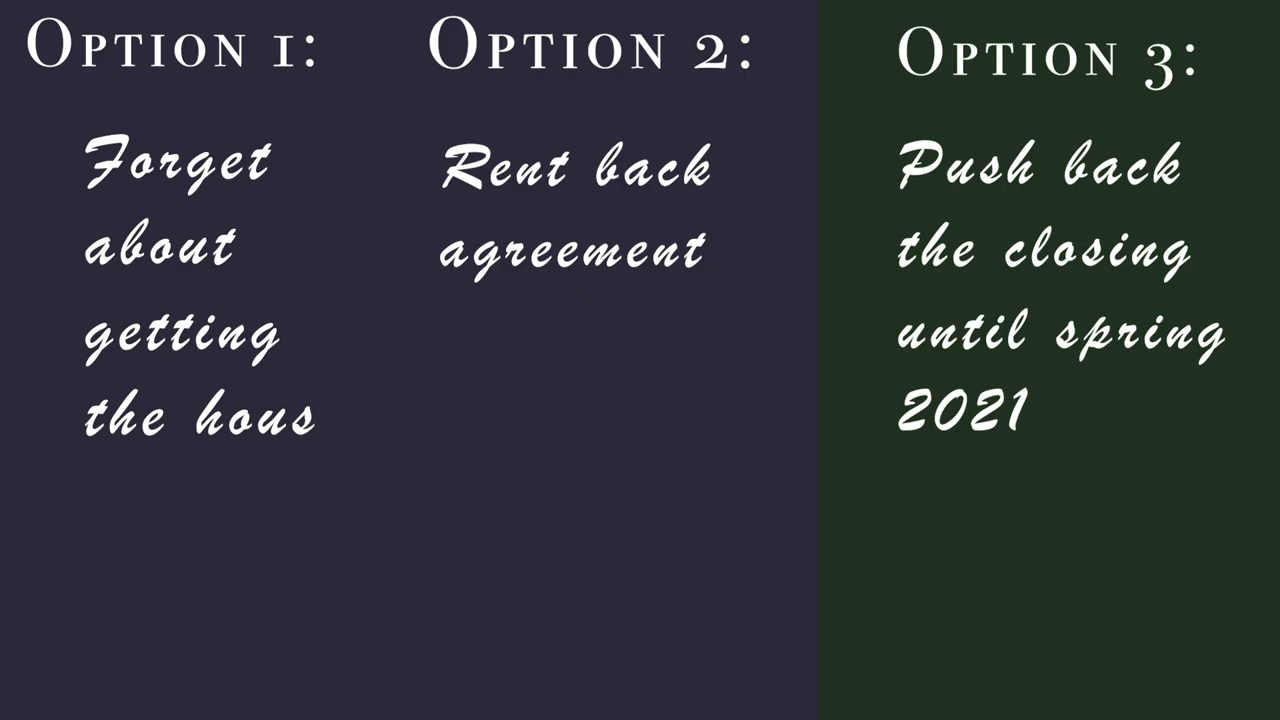 Option 1:
Forget
about
getting
the hous
Option 2:
Rent back
agreement
Option 3:
Push back
the closing
until spring
2021